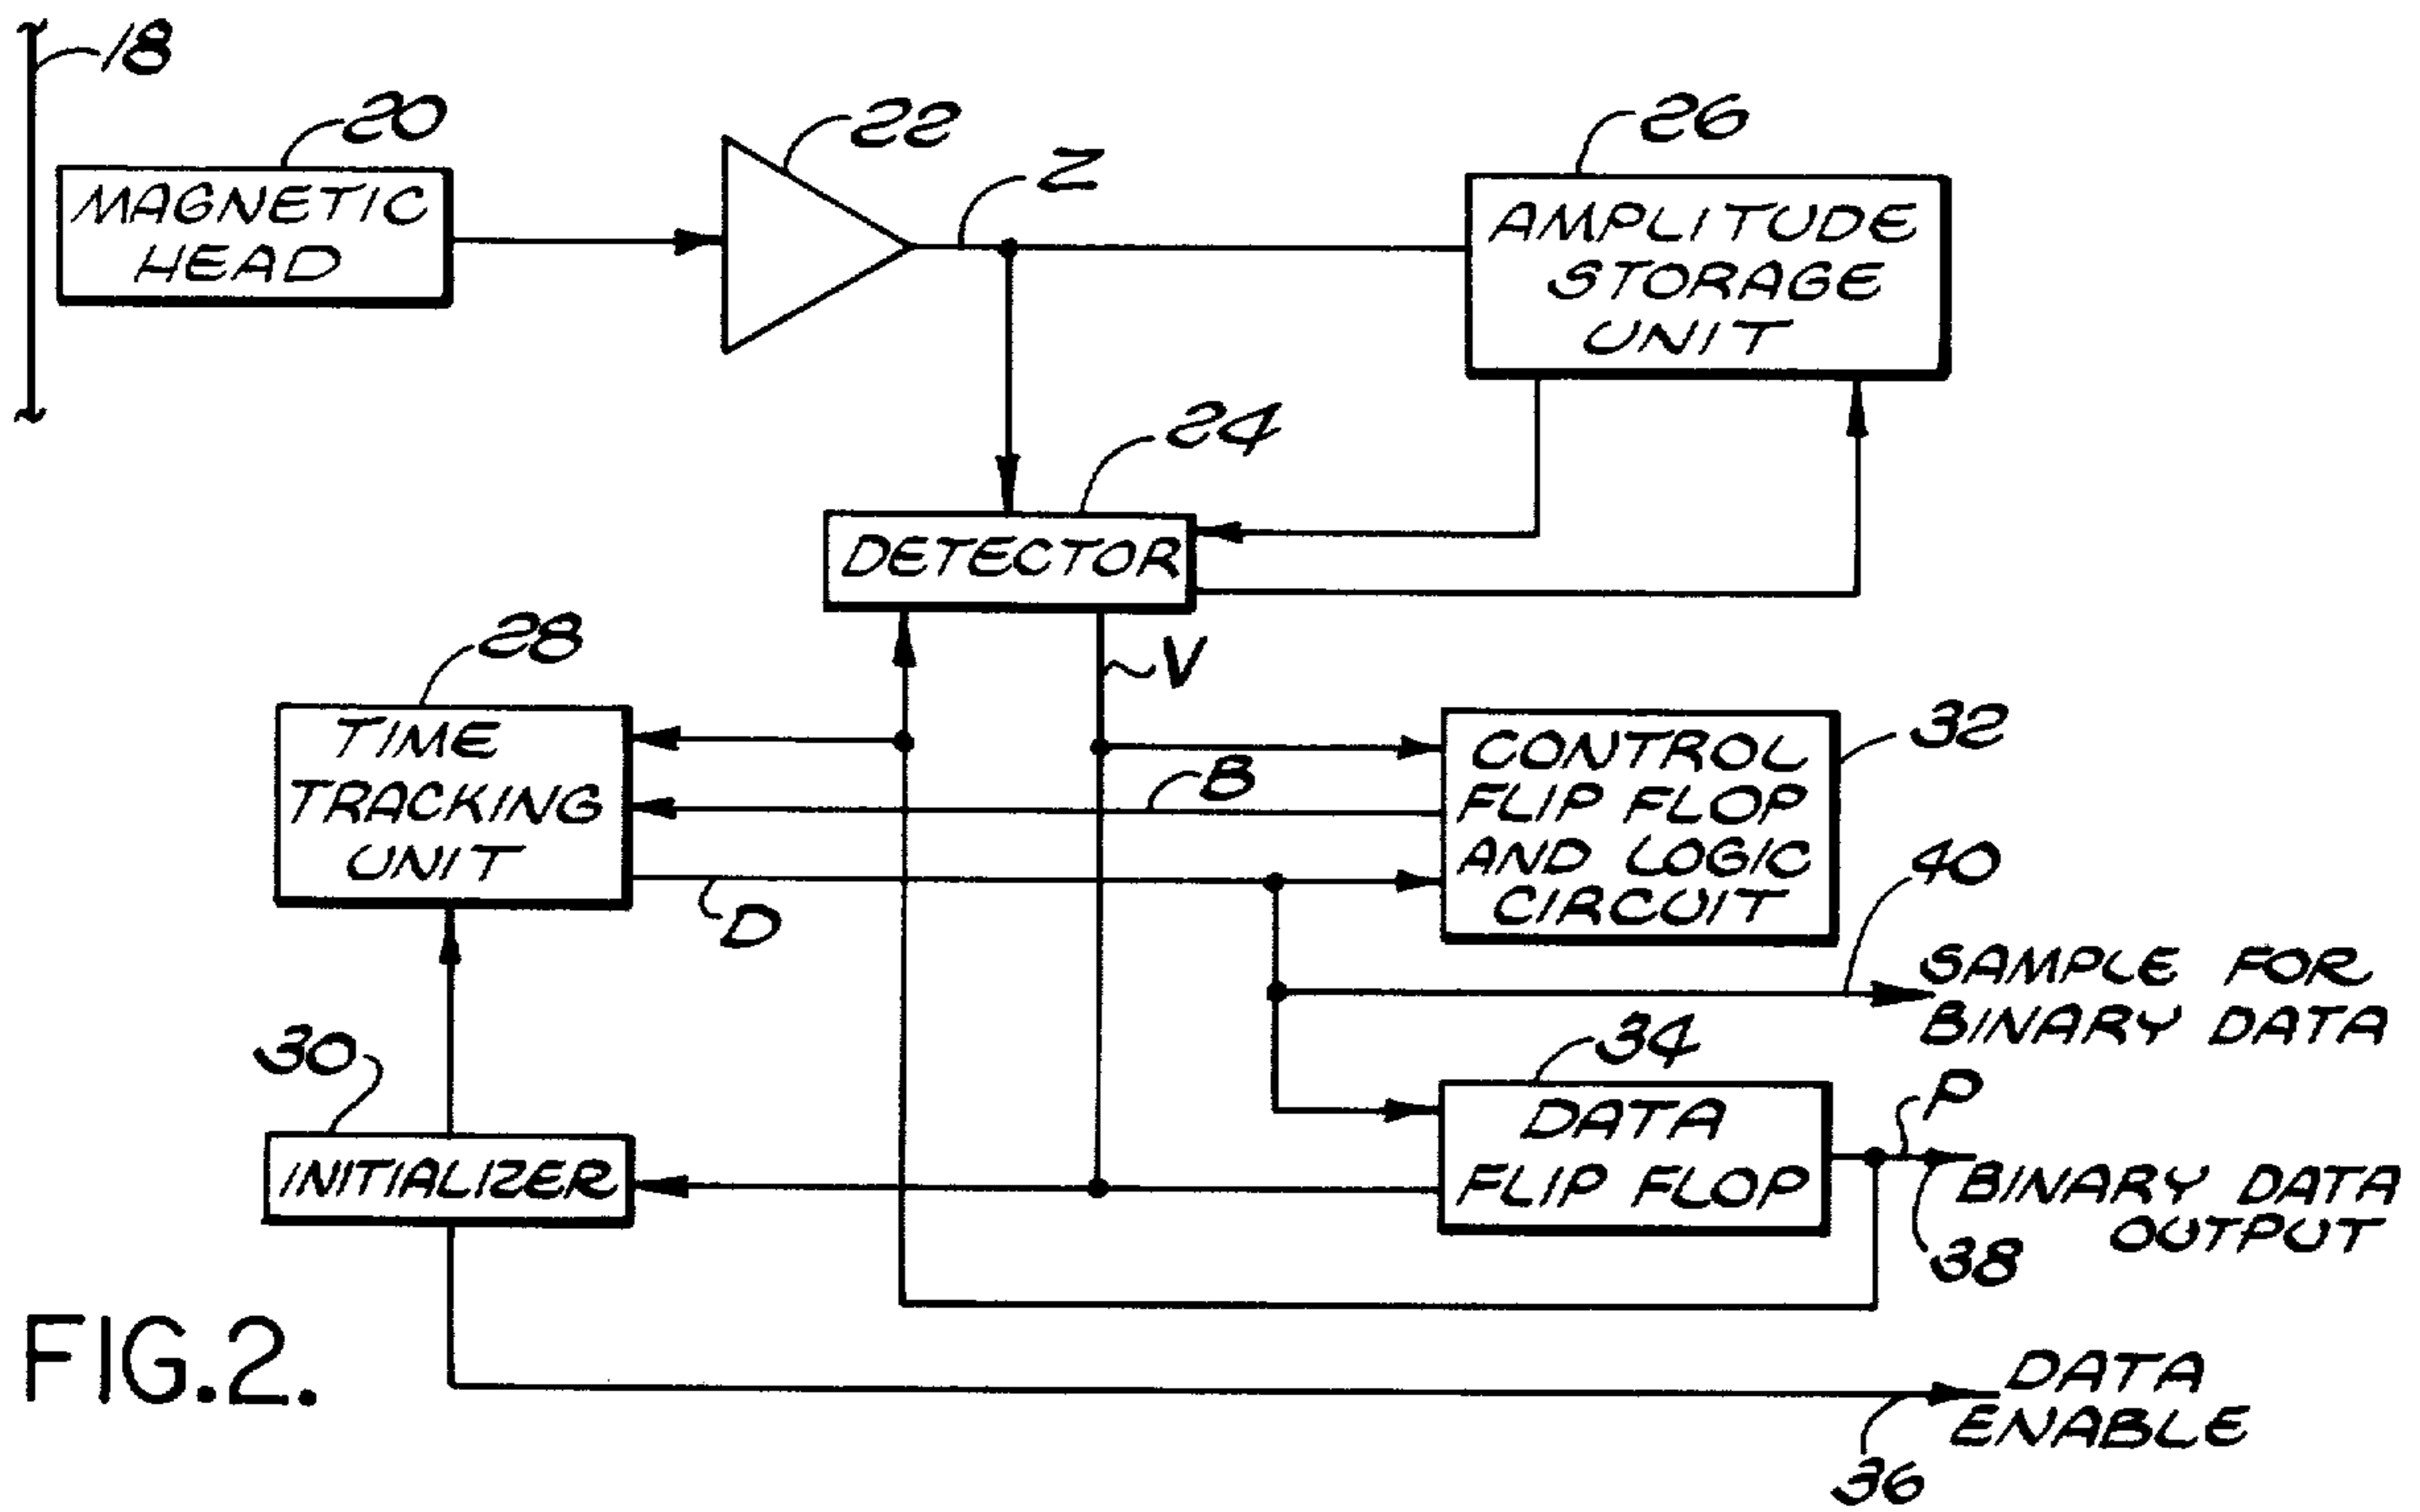 18
20
MAGNETIC
HEAD
22
Z
26
AMPLITUDE
STORAGE
UNIT
24
DETECTOR
V
28
TIME
TRACKING
UNIT
B
D
32
CONTROL
FLIP FLOP
AND LOGIC
CIRCUIT
40
SAMPLE FOR
BINARY DATA
30
INITIALIZER
34
DATA
FLIP FLOP
P
BINARY DATA
OUTPUT
38
DATA
ENABLE
36
FIG.2.